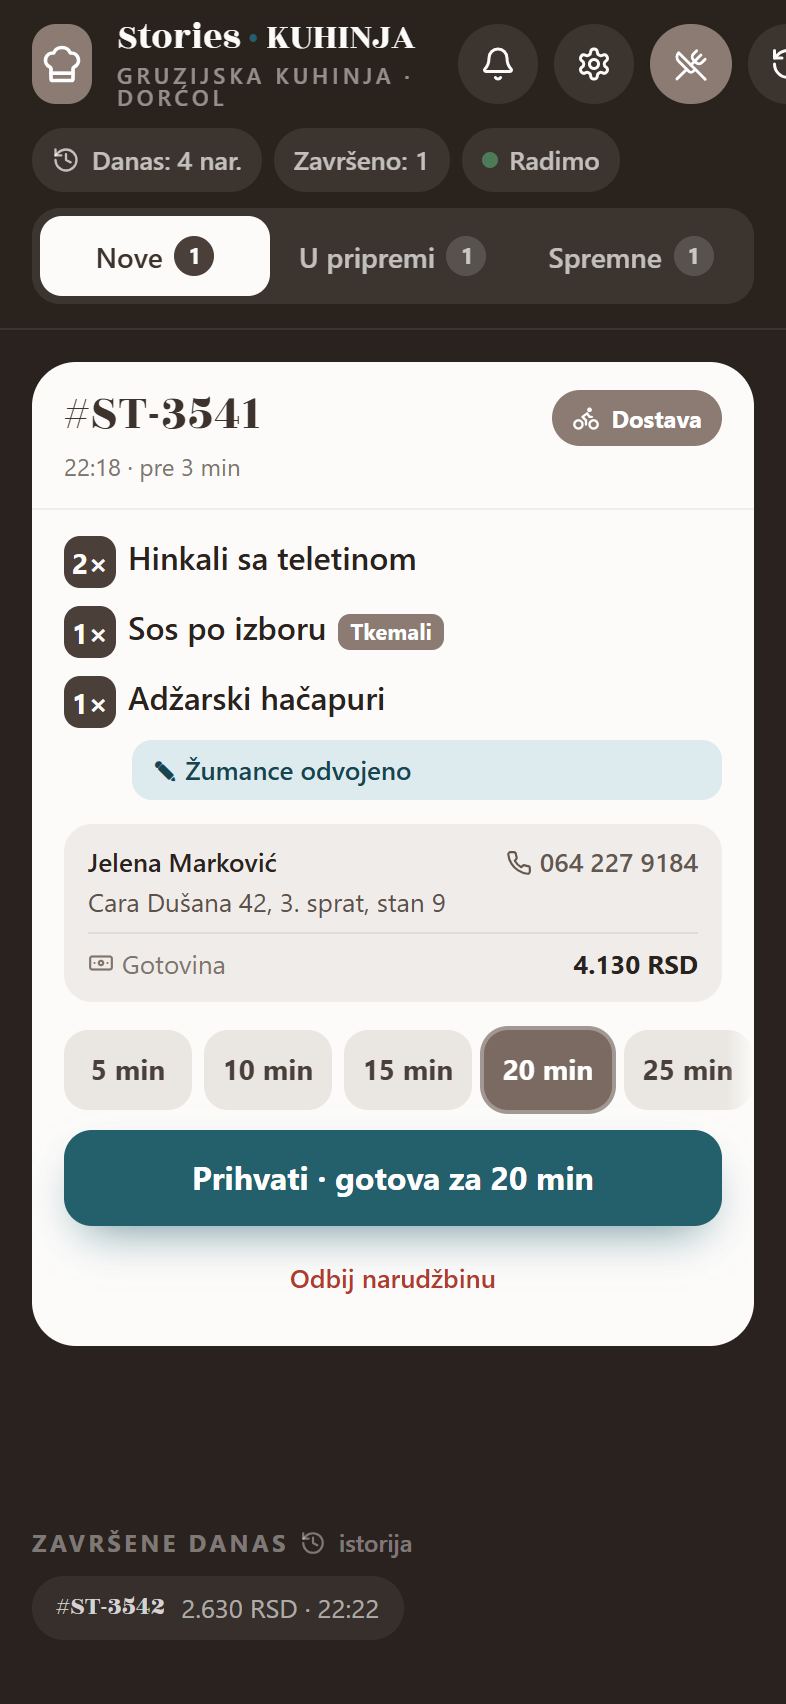 Stories · KUHINJA
GRUZIJSKA KUHINJA ·
DORĆOL
Danas: 4 nar.
Završeno: 1
Radimo
Nove 1
U pripremi 1
Spremne 1
#ST-3541
Dostava
22:18 · pre 3 min
2× Hinkali sa teletinom
1× Sos po izboru Tkemali
1× Adžarski hačapuri
Žumance odvojeno
Jelena Marković 064 227 9184
Cara Dušana 42, 3. sprat, stan 9
Gotovina 4.130 RSD
5 min 10 min 15 min 20 min 25 min
Prihvati · gotova za 20 min
Odbij narudžbinu
ZAVRŠENE DANAS istorija
#ST-3542 2.630 RSD · 22:22